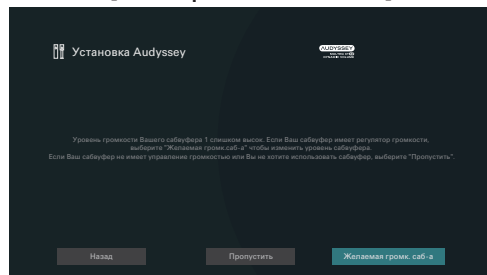 Установка Audyssey
AUDYSSEY
Уровень громкости Вашего сабвуфера 1 слишком высок. Если Ваш сабвуфер имеет регулятор громкости,
выберите "Желаемая громк.саб-а" чтобы изменить уровень сабвуфера.
Если Ваш сабвуфер не имеет управление громкостью или Вы не хотите использовать сабвуфер, выберите "Пропустить".
Назад
Пропустить
Желаемая громк. саб-а